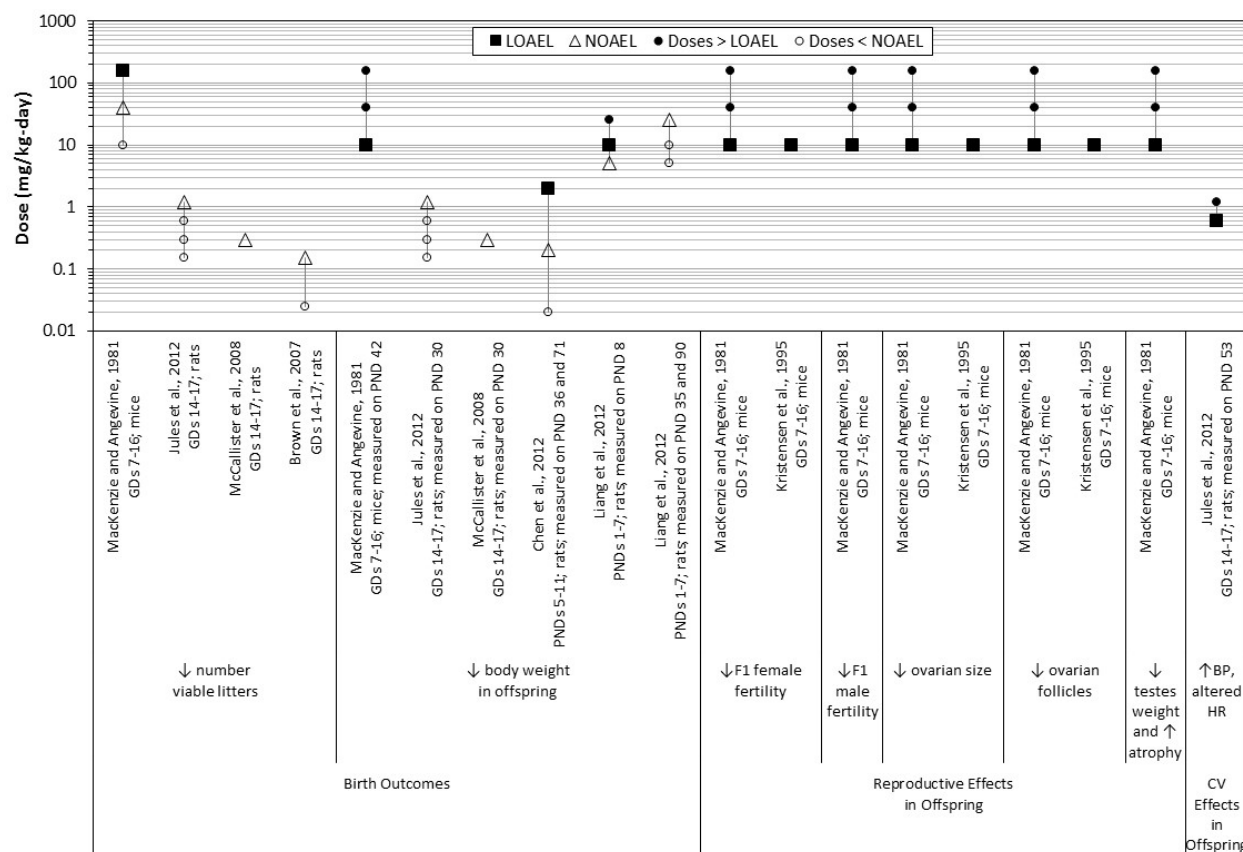 1000
100
10
1
0.1
0.01
Dose (mg/kg-day)
LOAEL NOAEL Doses > LOAEL Doses < NOAEL
MacKenzie and Angevine, 1981
GDs 7-16; mice
Jules et al., 2012
GDs 14-17; rats
McCallister et al., 2008
GDs 14-17; rats
Brown et al., 2007
GDs 14-17; rats
MacKenzie and Angevine, 1981
GDs 7-16; mice; measured on PND 42
Jules et al., 2012
GDs 14-17; rats; measured on PND 30
McCallister et al., 2008
GDs 14-17; rats; measured on PND 30
Chen et al., 2012
PNDs 5-11; rats; measured on PND 36 and 71
Liang et al., 2012
PNDs 1-7; rats; measured on PND 8
Liang et al., 2012
PNDs 1-7; rats; measured on PND 35 and 90
MacKenzie and Angevine, 1981
GDs 7-16; mice
Kristensen et al., 1995
GDs 7-16; mice
MacKenzie and Angevine, 1981
GDs 7-16; mice
MacKenzie and Angevine, 1981
GDs 7-16; mice
Kristensen et al., 1995
GDs 7-16; mice
MacKenzie and Angevine, 1981
GDs 7-16; mice
Kristensen et al., 1995
GDs 7-16; mice
MacKenzie and Angevine, 1981
GDs 7-16; mice
Jules et al., 2012
GDs 14-17; rats; measured on PND 53
↓ number
viable litters
↓ body weight
in offspring
↓F1 female
fertility
↓F1
male
fertility
↓ ovarian size
↓ ovarian
follicles
↓
testes
weight
and ↑
atrophy
↑BP,
altered
HR
Birth Outcomes
Reproductive Effects
in Offspring
CV
Effects
in
Offspring